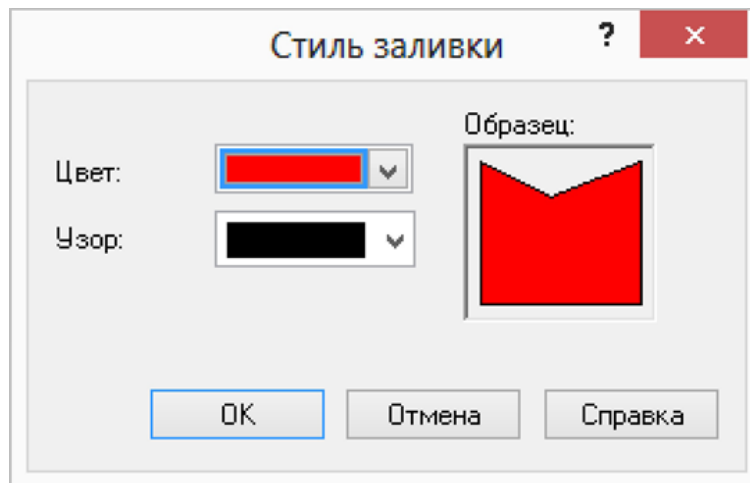 Стиль заливки
?
×
Образец:
Цвет:
Узор:
OK
Отмена
Справка